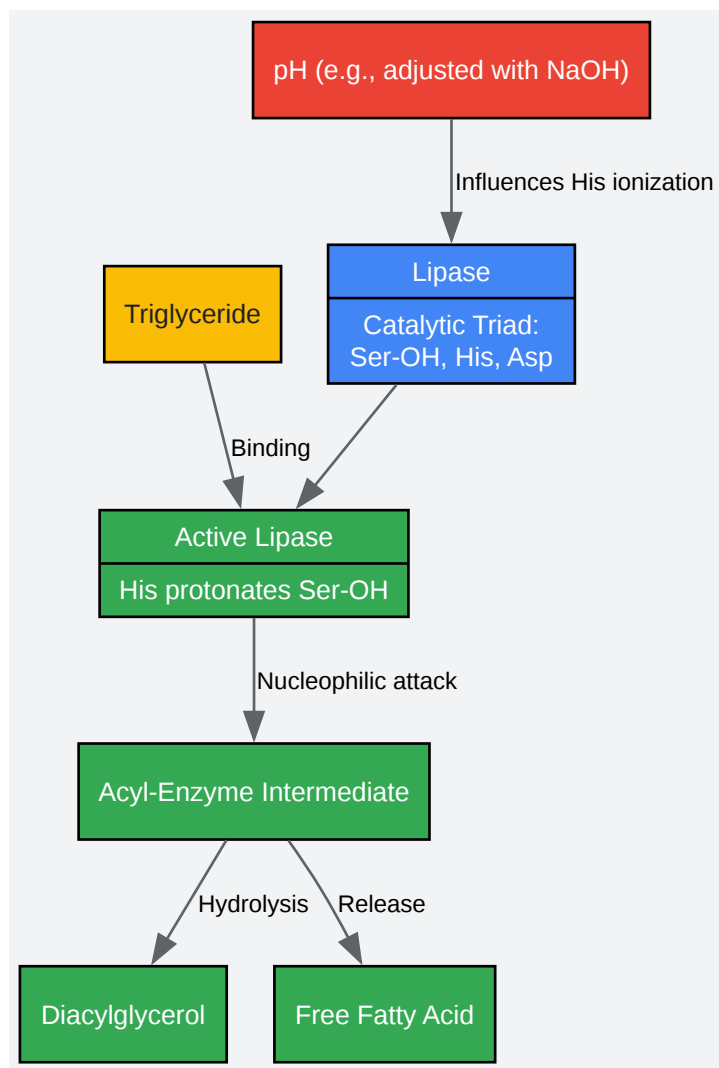 pH (e.g., adjusted with NaOH)
Influences His ionization
Lipase
Catalytic Triad:
Ser-OH, His, Asp
Triglyceride
Binding
Active Lipase
His protonates Ser-OH
Nucleophilic attack
Acyl-Enzyme Intermediate
Hydrolysis
Release
Diacylglycerol
Free Fatty Acid